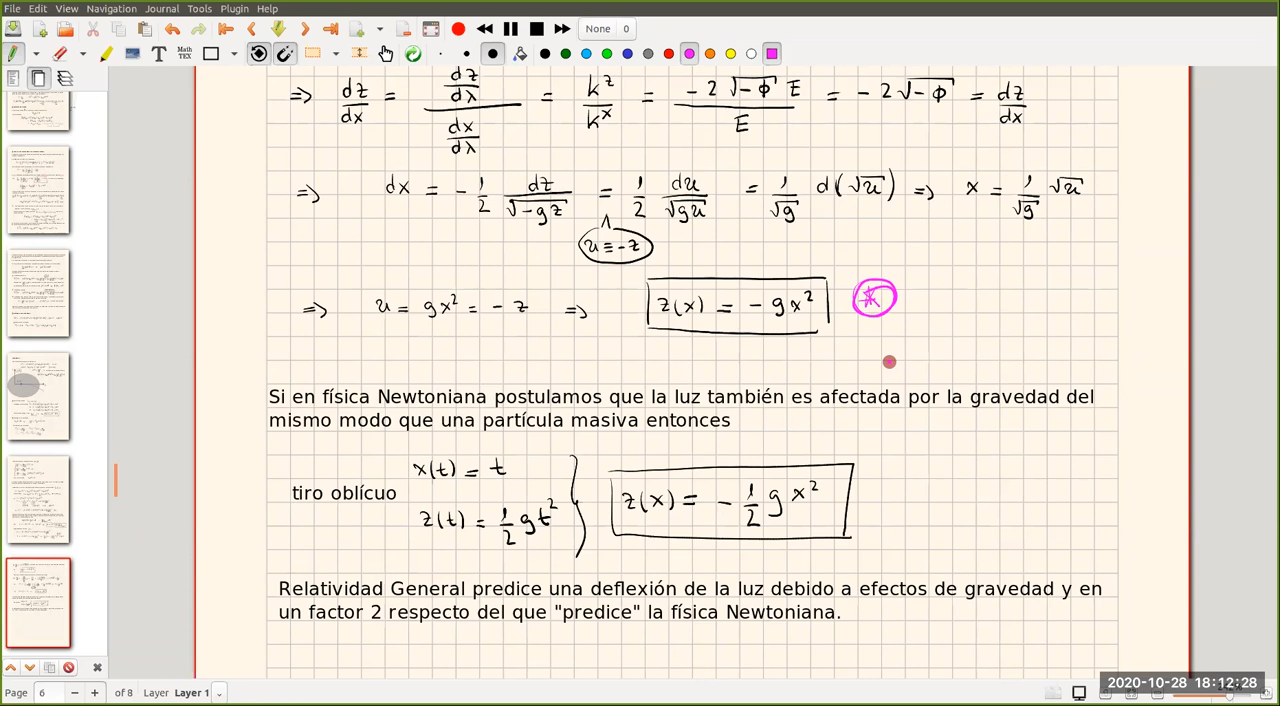 File Edit View Navigation Journal Tools Plugin Help
None 0
T Math TEX
⇒ dz/dx = (dz/dλ)/(dx/dλ) = k^z/k^x = -2√-Φ E / E = -2√-Φ = dz/dx
⇒ dx = -1/2 dz/√-gz = 1/2 du/√gu = 1/√g d(√u) ⇒ x = 1/√g √u
u ≡ -z
⇒ u = gx² = -z ⇒ z(x) = -gx² *
Si en física Newtoniana postulamos que la luz también es afectada por la gravedad del
mismo modo que una partícula masiva entonces
x(t) = t
tiro oblícuo
z(t) = 1/2 gt²
z(x) = -1/2 g x²
Relatividad General predice una deflexión de la luz debido a efectos de gravedad y en
un factor 2 respecto del que "predice" la física Newtoniana.
Page 6 of 8 Layer Layer 1
2020-10-28 18:12:28